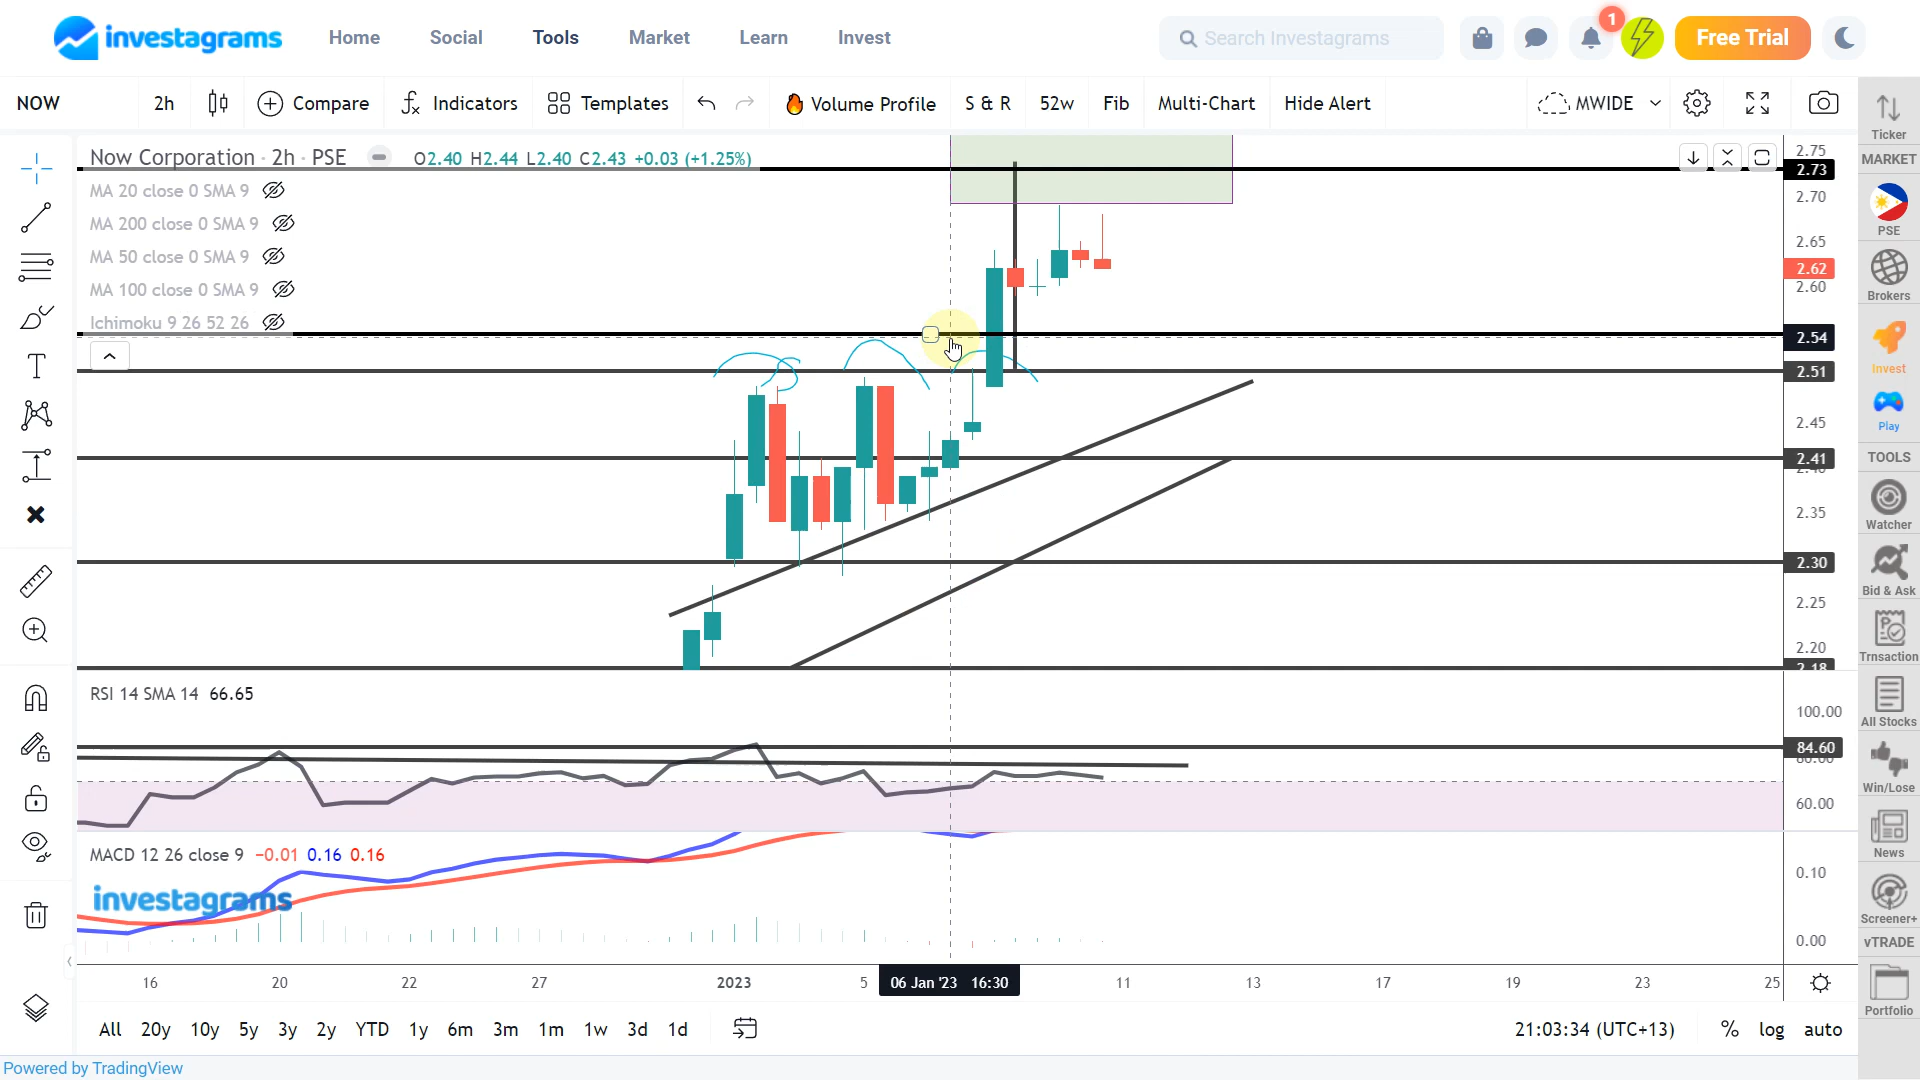 investagrams Home Social Tools Market Learn Invest Search Investagrams 1 Free Trial
NOW 2h Compare Indicators Templates Volume Profile S & R 52w Fib Multi-Chart Hide Alert MWIDE
Now Corporation · 2h · PSE O2.40 H2.44 L2.40 C2.43 +0.03 (+1.25%)
MA 20 close 0 SMA 9
MA 200 close 0 SMA 9
MA 50 close 0 SMA 9
MA 100 close 0 SMA 9
Ichimoku 9 26 52 26
2.75
2.73
2.70
2.65
2.62
2.60
2.54
2.51
2.45
2.41
2.40
2.35
2.30
2.25
2.20
2.18
RSI 14 SMA 14 66.65
100.00
84.60
80.00
60.00
MACD 12 26 close 9 −0.01 0.16 0.16
investagrams
0.10
0.00
16 20 22 27 2023 5 06 Jan '23 16:30 11 13 17 19 23 25
All 20y 10y 5y 3y 2y YTD 1y 6m 3m 1m 1w 3d 1d 21:03:34 (UTC+13) % log auto
Powered by TradingView
Ticker
MARKET
PSE
Brokers
Invest
Play
TOOLS
Watcher
Bid & Ask
Trnsaction
All Stocks
Win/Lose
News
Screener+
vTRADE
Portfolio